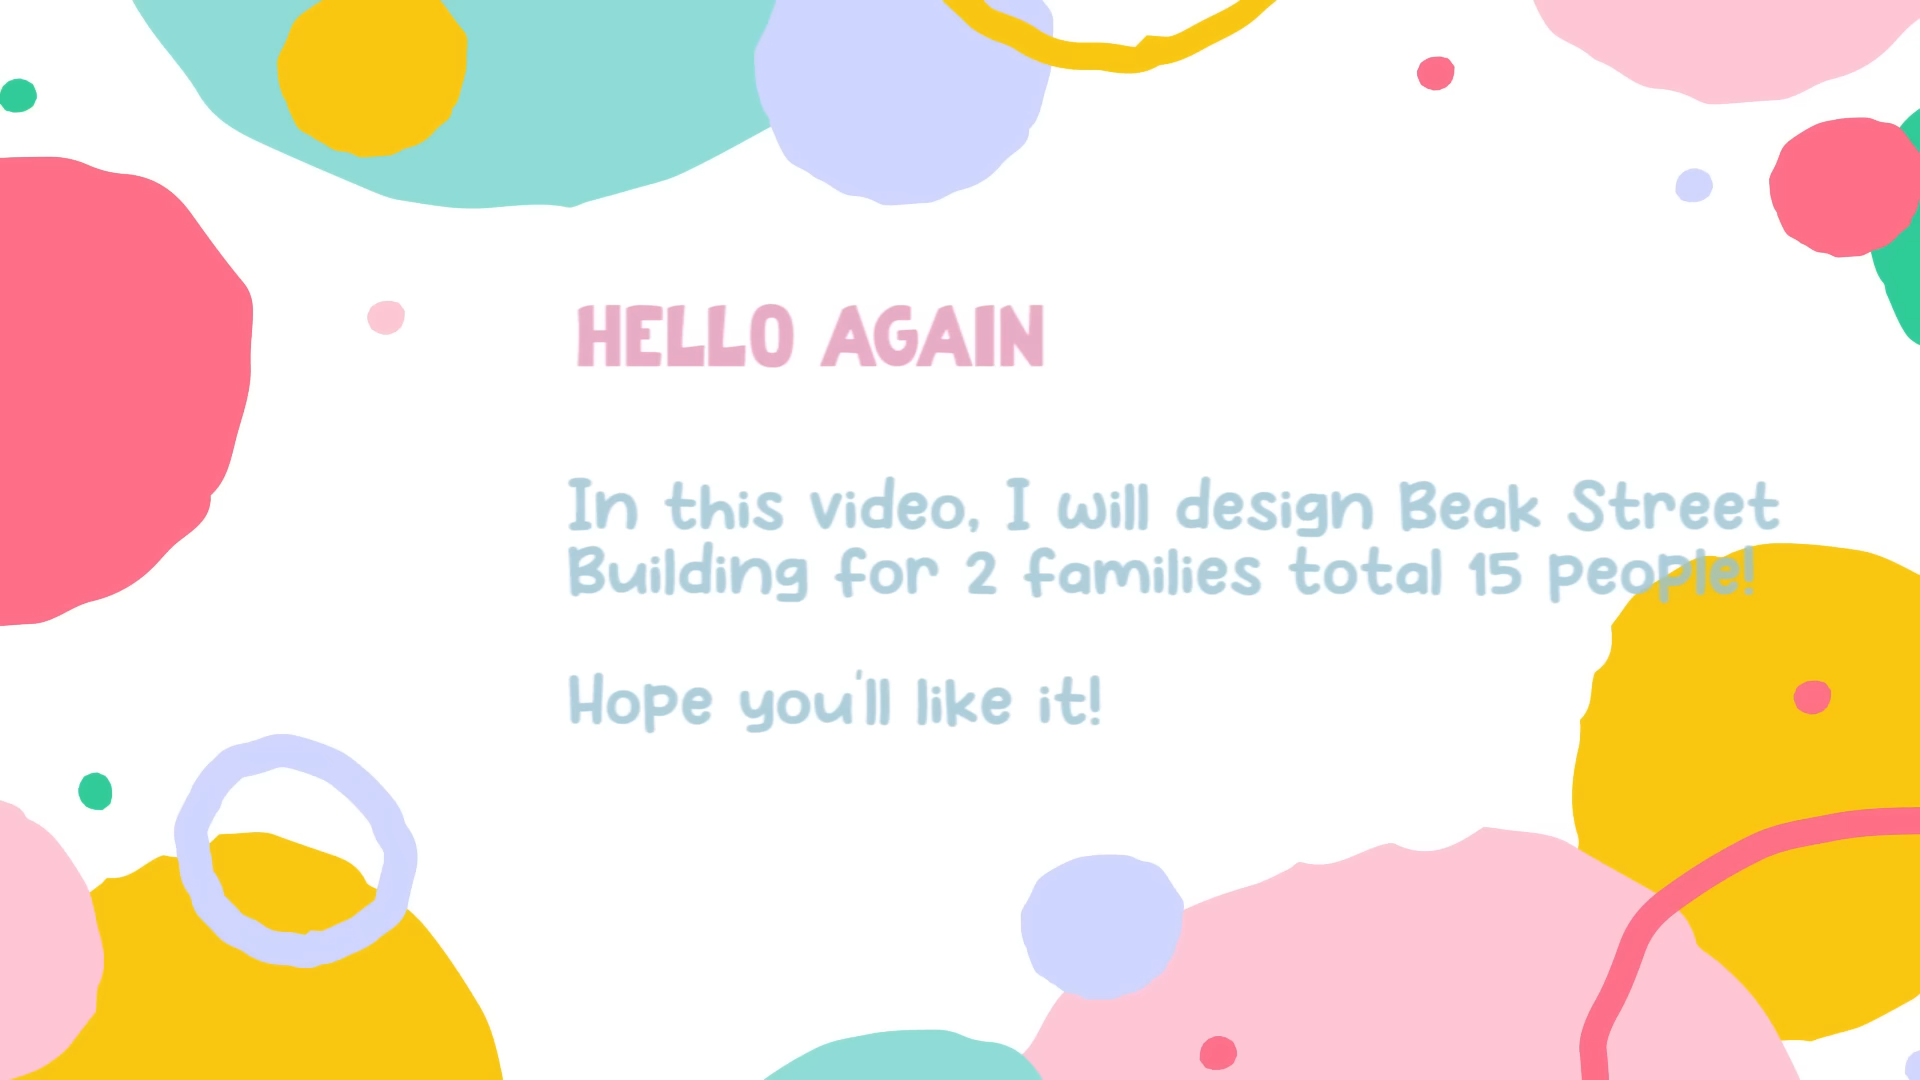 HELLO AGAIN
In this video, I will design Beak Street
Building for 2 families total 15 people!
Hope you'll like it!